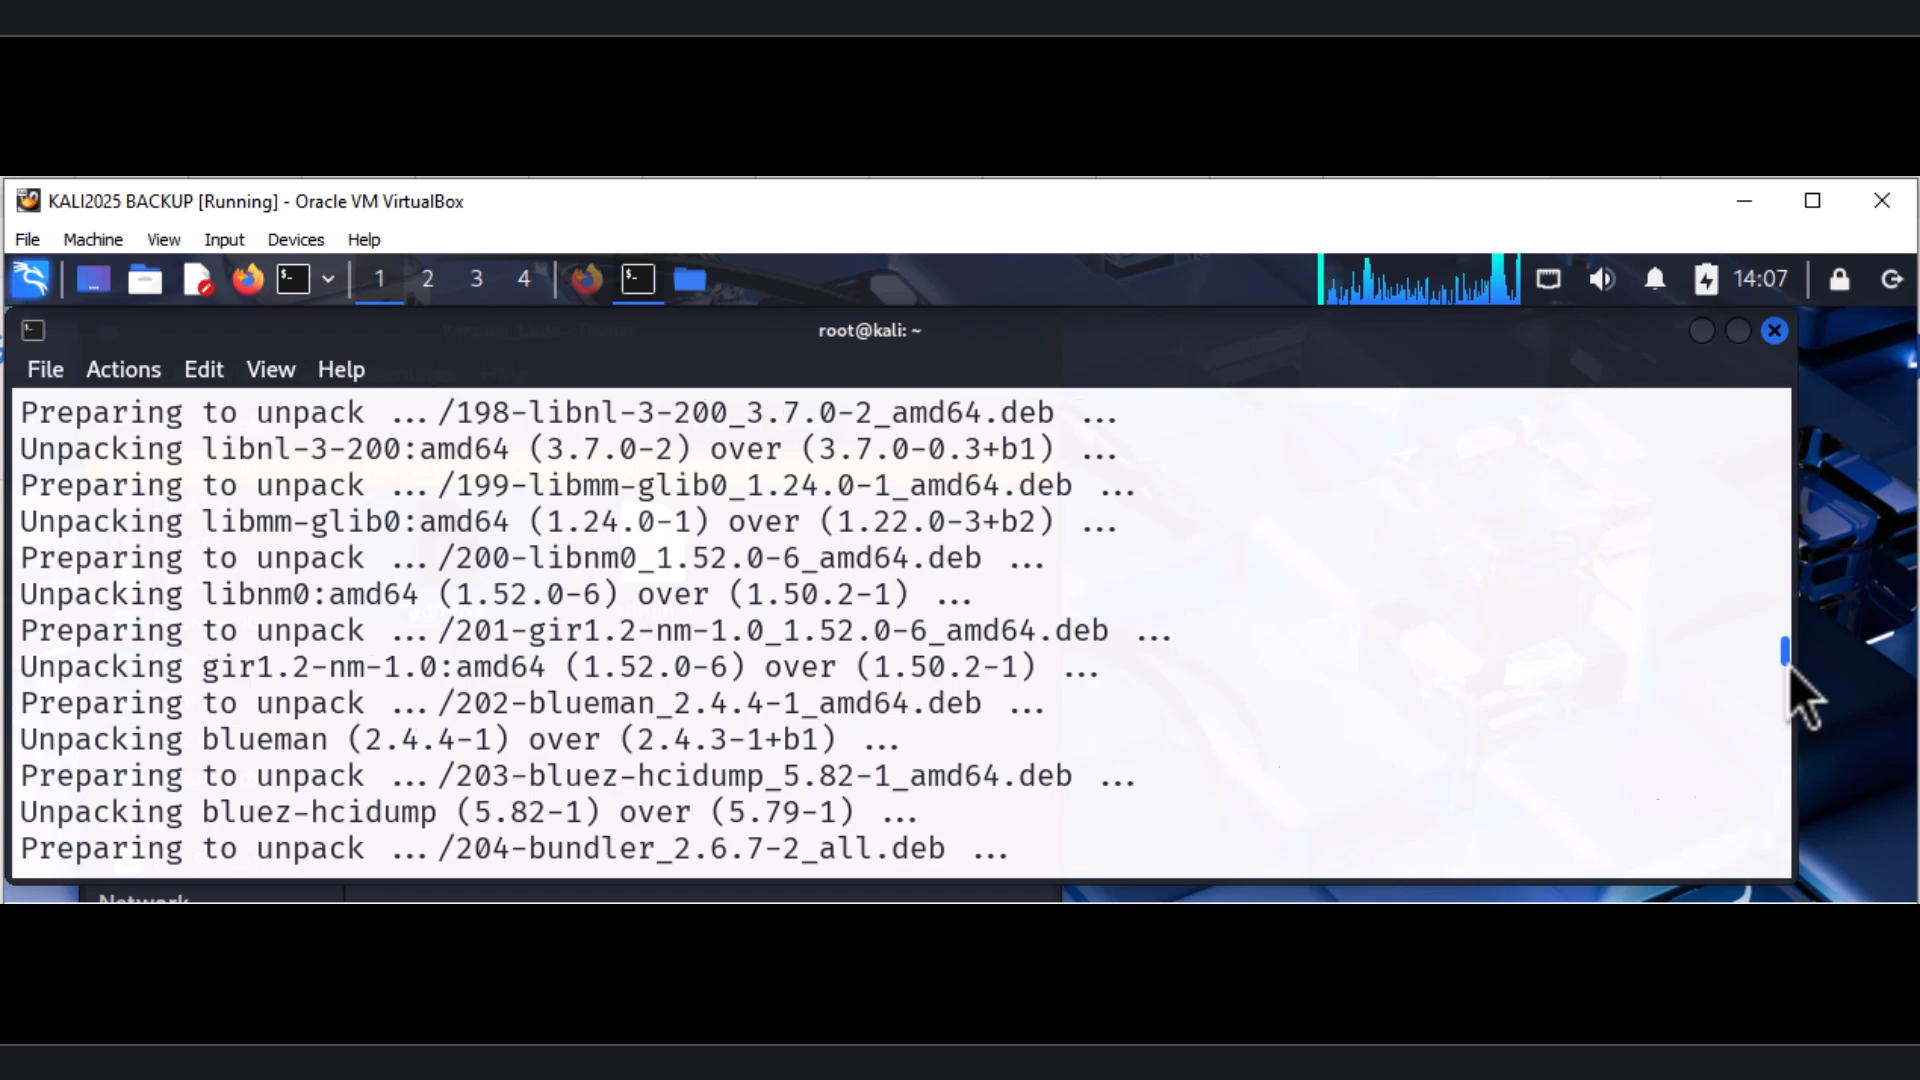 KALI2025 BACKUP [Running] - Oracle VM VirtualBox
File Machine View Input Devices Help
1 2 3 4 14:07
root@kali: ~
File Actions Edit View Help
Preparing to unpack .../198-libnl-3-200_3.7.0-2_amd64.deb ...
Unpacking libnl-3-200:amd64 (3.7.0-2) over (3.7.0-0.3+b1) ...
Preparing to unpack .../199-libmm-glib0_1.24.0-1_amd64.deb ...
Unpacking libmm-glib0:amd64 (1.24.0-1) over (1.22.0-3+b2) ...
Preparing to unpack .../200-libnm0_1.52.0-6_amd64.deb ...
Unpacking libnm0:amd64 (1.52.0-6) over (1.50.2-1) ...
Preparing to unpack .../201-gir1.2-nm-1.0_1.52.0-6_amd64.deb ...
Unpacking gir1.2-nm-1.0:amd64 (1.52.0-6) over (1.50.2-1) ...
Preparing to unpack .../202-blueman_2.4.4-1_amd64.deb ...
Unpacking blueman (2.4.4-1) over (2.4.3-1+b1) ...
Preparing to unpack .../203-bluez-hcidump_5.82-1_amd64.deb ...
Unpacking bluez-hcidump (5.82-1) over (5.79-1) ...
Preparing to unpack .../204-bundler_2.6.7-2_all.deb ...
Network